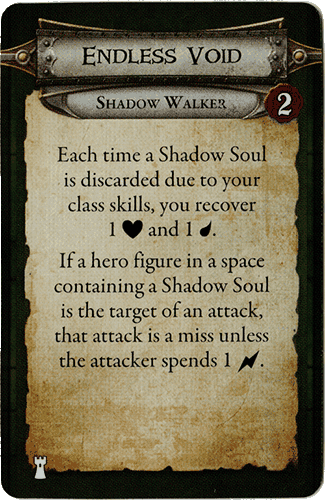 ENDLESS VOID
SHADOW WALKER
2
Each time a Shadow Soul
is discarded due to your
class skills, you recover
1 ♥ and 1 .
If a hero figure in a space
containing a Shadow Soul
is the target of an attack,
that attack is a miss unless
the attacker spends 1 .